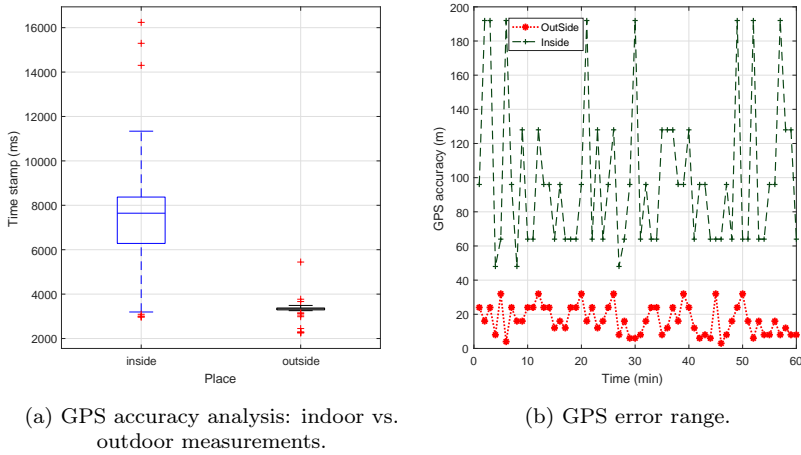 16000
14000
12000
10000
8000
6000
4000
2000
Time stamp (ms)
inside
outside
Place
(a) GPS accuracy analysis: indoor vs.
outdoor measurements.
200
180
160
140
120
100
80
60
40
20
0
GPS accuracy (m)
OutSide
Inside
0 10 20 30 40 50 60
Time (min)
(b) GPS error range.